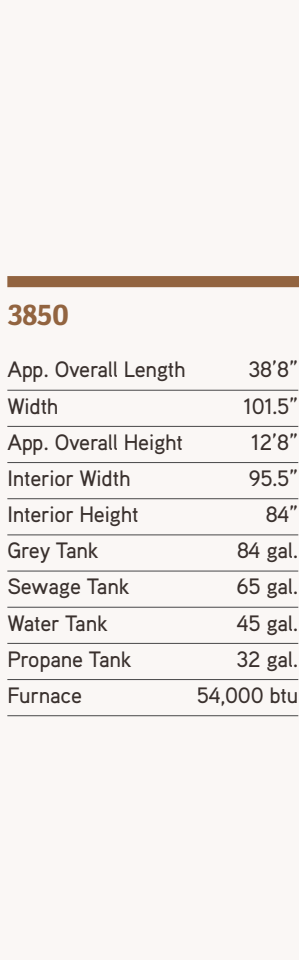 3850
App. Overall Length 38’8”
Width 101.5”
App. Overall Height 12’8”
Interior Width 95.5”
Interior Height 84”
Grey Tank 84 gal.
Sewage Tank 65 gal.
Water Tank 45 gal.
Propane Tank 32 gal.
Furnace 54,000 btu